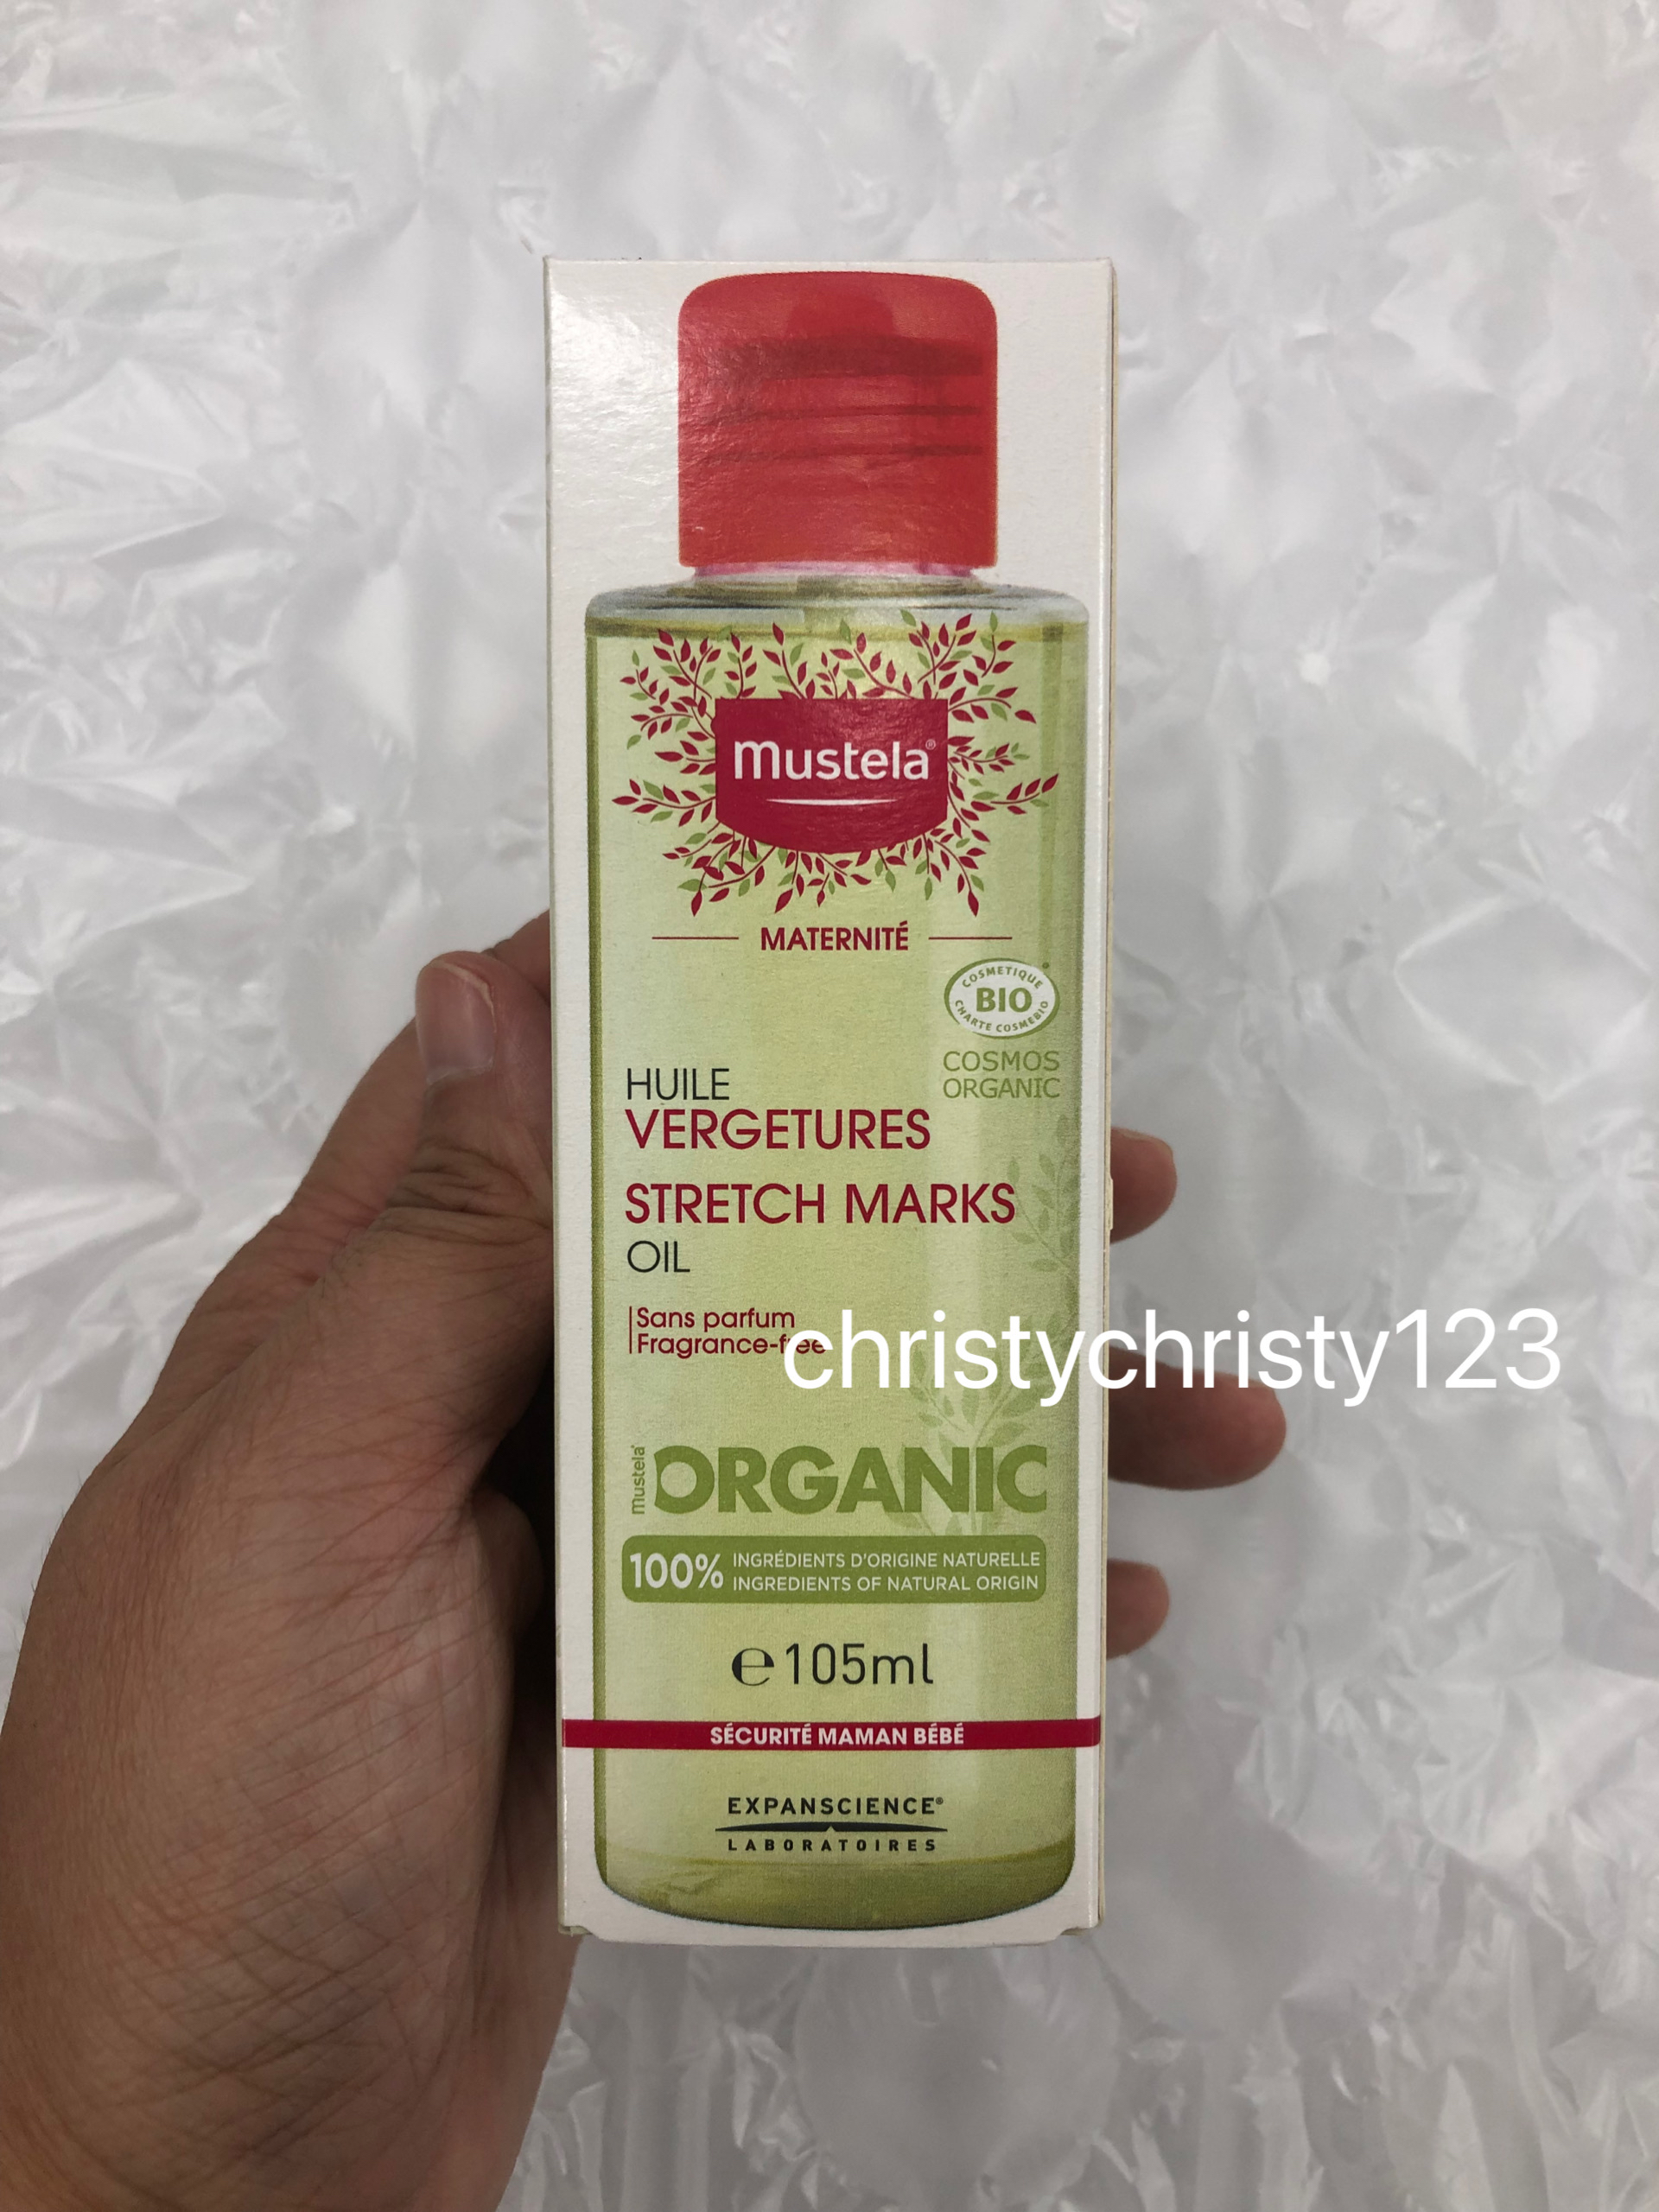 mustela®
MATERNITÉ
COSMETIQUE
BIO
CHARTE COSMEBIO
COSMOS
ORGANIC
HUILE
VERGETURES
STRETCH MARKS
OIL
Sans parfum
Fragrance-free
christychristy123
mustela®
ORGANIC
100% INGRÉDIENTS D'ORIGINE NATURELLE
INGREDIENTS OF NATURAL ORIGIN
℮105ml
SÉCURITÉ MAMAN BÉBÉ
EXPANSCIENCE®
LABORATOIRES